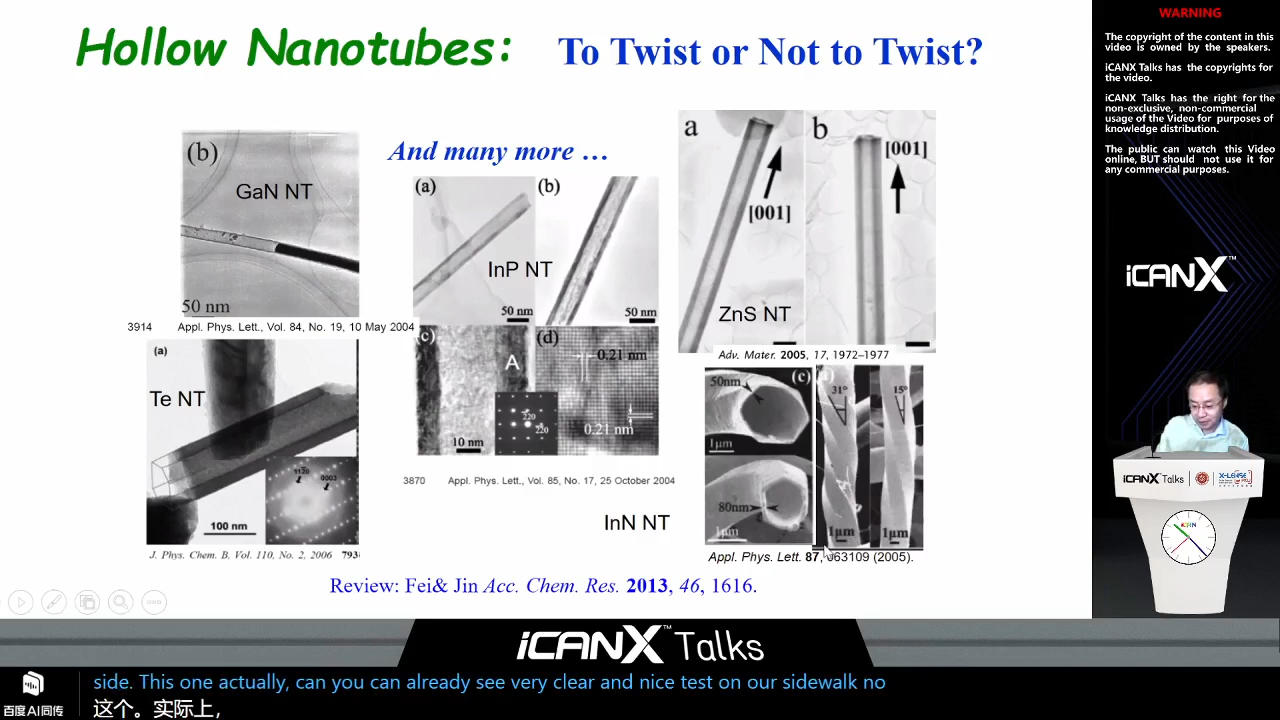 Hollow Nanotubes: To Twist or Not to Twist?
And many more …
(b)
GaN NT
50 nm
3914 Appl. Phys. Lett., Vol. 84, No. 19, 10 May 2004
(a)
Te NT
1120
0003
100 nm
J. Phys. Chem. B, Vol. 110, No. 2, 2006 793
(a)
(b)
InP NT
50 nm
50 nm
(c)
(d)
A
0.21 nm
220
220
0.21 nm
10 nm
3870 Appl. Phys. Lett., Vol. 85, No. 17, 25 October 2004
InN NT
a
b
[001]
[001]
ZnS NT
Adv. Mater. 2005, 17, 1972–1977
50nm
(c)
31°
15°
1μm
80nm
1μm
1μm
1μm
Appl. Phys. Lett. 87, 063109 (2005).
Review: Fei& Jin Acc. Chem. Res. 2013, 46, 1616.
WARNING
The copyright of the content in this
video is owned by the speakers.
iCANX Talks has the copyrights for
the video.
iCANX Talks has the right for the
non-exclusive, non-commercial
usage of the Video for purposes of
knowledge distribution.
The public can watch this Video
online, BUT should not use it for
any commercial purposes.
iCANX™
iCANX Talks
X-LENSE
iCANX™ Talks
百度AI同传
side. This one actually, can you can already see very clear and nice test on our sidewalk no
这个。实际上，